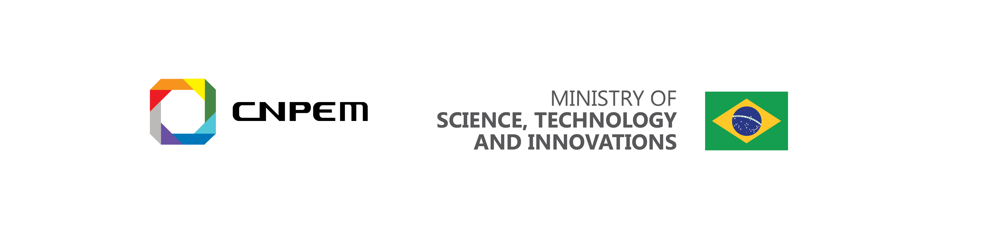 CNPEM
MINISTRY OF
SCIENCE, TECHNOLOGY
AND INNOVATIONS